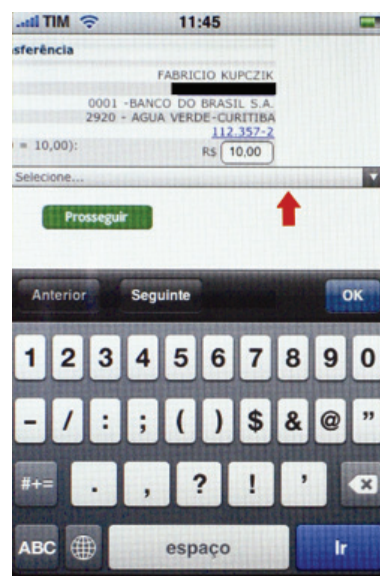 TIM 11:45
sferência
FABRICIO KUPCZIK
0001 -BANCO DO BRASIL S.A.
2920 - AGUA VERDE-CURITIBA
112.357-2
= 10,00): R$ 10,00
Selecione...
Prosseguir
Anterior Seguinte OK
1 2 3 4 5 6 7 8 9 0
- / : ; ( ) $ & @ "
#+= . , ? ! '
ABC espaço Ir